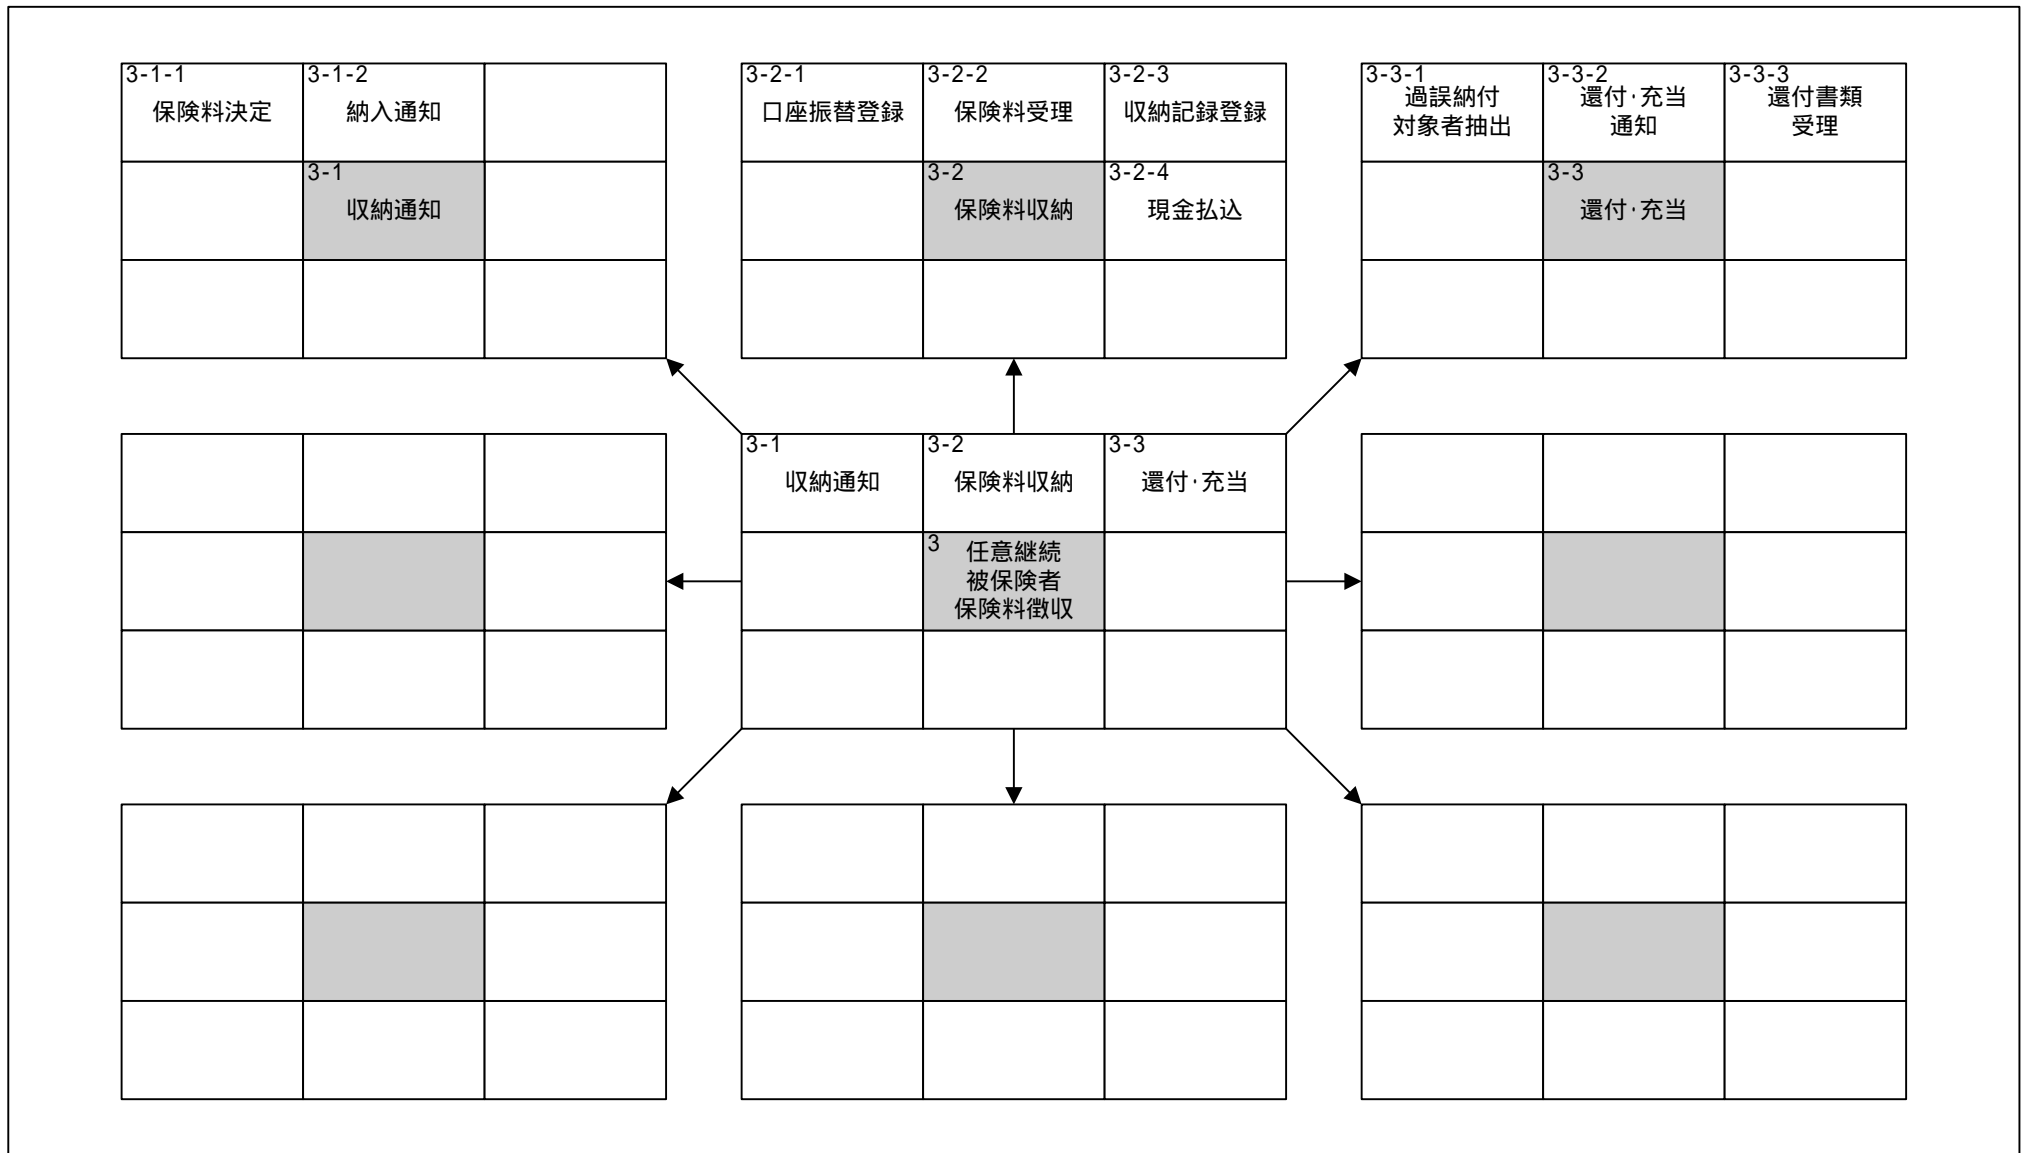 3-1-1
保険料決定
3-1-2
納入通知
3-1
収納通知
3-2-1
口座振替登録
3-2-2
保険料受理
3-2-3
収納記録登録
3-2
保険料収納
3-2-4
現金払込
3-3-1
過誤納付
対象者抽出
3-3-2
還付･充当
通知
3-3-3
還付書類
受理
3-3
還付･充当
3-1
収納通知
3-2
保険料収納
3-3
還付･充当
3
任意継続
被保険者
保険料徴収